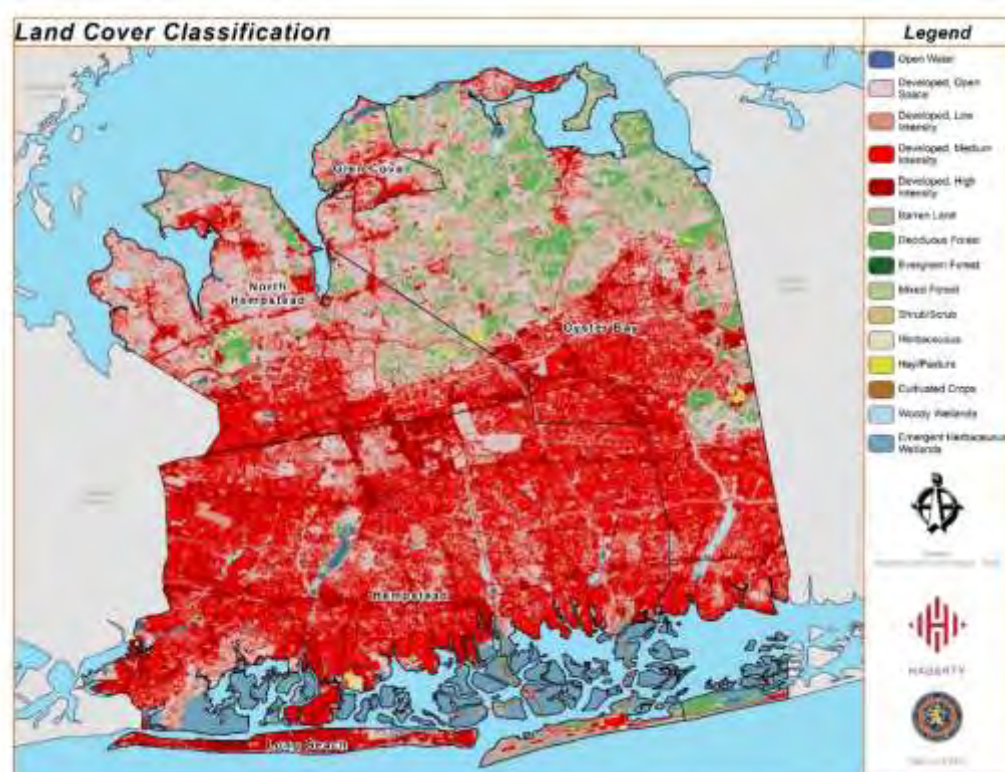 Land Cover Classification
Legend
Open Water
Developed, Open
Space
Developed, Low
Intensity
Developed, Medium
Intensity
Developed, High
Intensity
Barren Land
Deciduous Forest
Evergreen Forest
Mixed Forest
Shrub/Scrub
Herbaceous
Hay/Pasture
Cultivated Crops
Woody Wetlands
Emergent Herbaceous
Wetlands
Glen Cove
North
Hempstead
Oyster Bay
Hempstead
Long Beach
HAGERTY